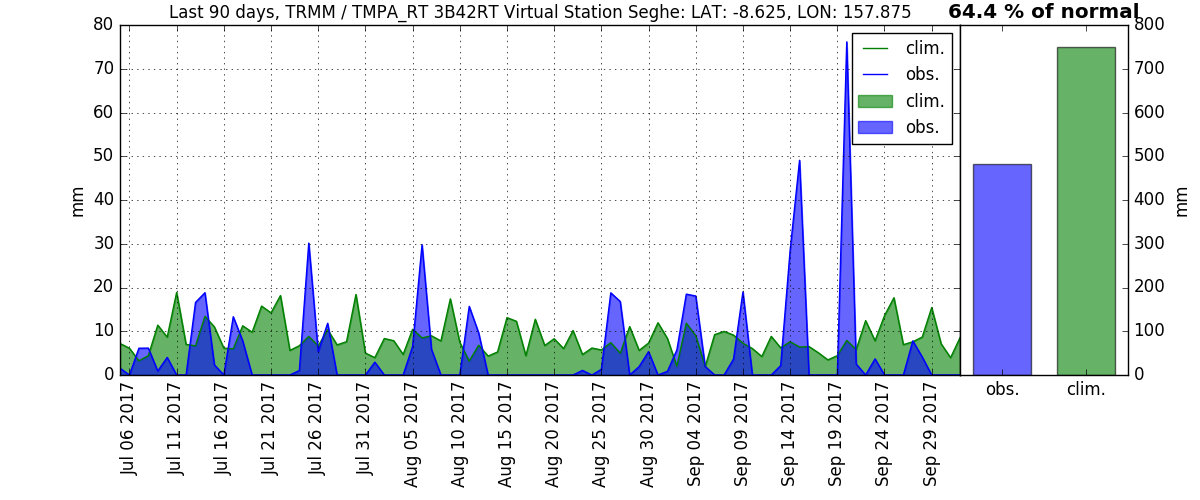 Last 90 days, TRMM / TMPA_RT 3B42RT Virtual Station Seghe: LAT: -8.625, LON: 157.875
64.4 % of normal
80
70
60
50
40
30
20
10
0
mm
clim.
obs.
clim.
obs.
800
700
600
500
400
300
200
100
0
mm
Jul 06 2017
Jul 11 2017
Jul 16 2017
Jul 21 2017
Jul 26 2017
Jul 31 2017
Aug 05 2017
Aug 10 2017
Aug 15 2017
Aug 20 2017
Aug 25 2017
Aug 30 2017
Sep 04 2017
Sep 09 2017
Sep 14 2017
Sep 19 2017
Sep 24 2017
Sep 29 2017
obs.
clim.